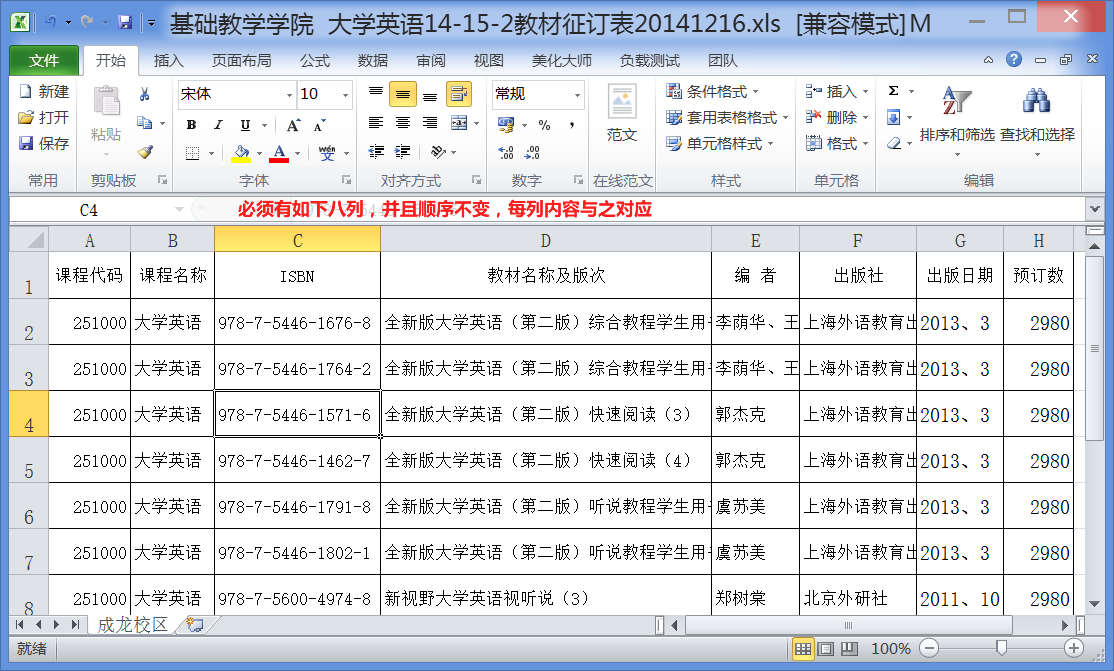 基础教学学院 大学英语14-15-2教材征订表20141216.xls [兼容模式] M
文件 开始 插入 页面布局 公式 数据 审阅 视图 美化大师 负载测试 团队
新建 打开 保存 常用
粘贴 剪贴板
宋体 10 B I U A A A wén 文 字体
对齐方式
常规 % , .00 .00 数字
范文 在线范文
条件格式 套用表格格式 单元格样式 样式
插入 删除 格式 单元格
Σ 排序和筛选 查找和选择 编辑
C4 必须有如下八列，并且顺序不变，每列内容与之对应
A B C D E F G H
1 课程代码 课程名称 ISBN 教材名称及版次 编 者 出版社 出版日期 预订数
2 251000 大学英语 978-7-5446-1676-8 全新版大学英语（第二版）综合教程学生用 李荫华、王 上海外语教育出 2013、3 2980
3 251000 大学英语 978-7-5446-1764-2 全新版大学英语（第二版）综合教程学生用 李荫华、王 上海外语教育出 2013、3 2980
4 251000 大学英语 978-7-5446-1571-6 全新版大学英语（第二版）快速阅读（3） 郭杰克 上海外语教育出 2013、3 2980
5 251000 大学英语 978-7-5446-1462-7 全新版大学英语（第二版）快速阅读（4） 郭杰克 上海外语教育出 2013、3 2980
6 251000 大学英语 978-7-5446-1791-8 全新版大学英语（第二版）听说教程学生用 虞苏美 上海外语教育出 2013、3 2980
7 251000 大学英语 978-7-5446-1802-1 全新版大学英语（第二版）听说教程学生用 虞苏美 上海外语教育出 2013、3 2980
8 251000 大学英语 978-7-5600-4974-8 新视野大学英语视听说（3） 郑树棠 北京外研社 2011、10 2980
成龙校区
就绪 100%